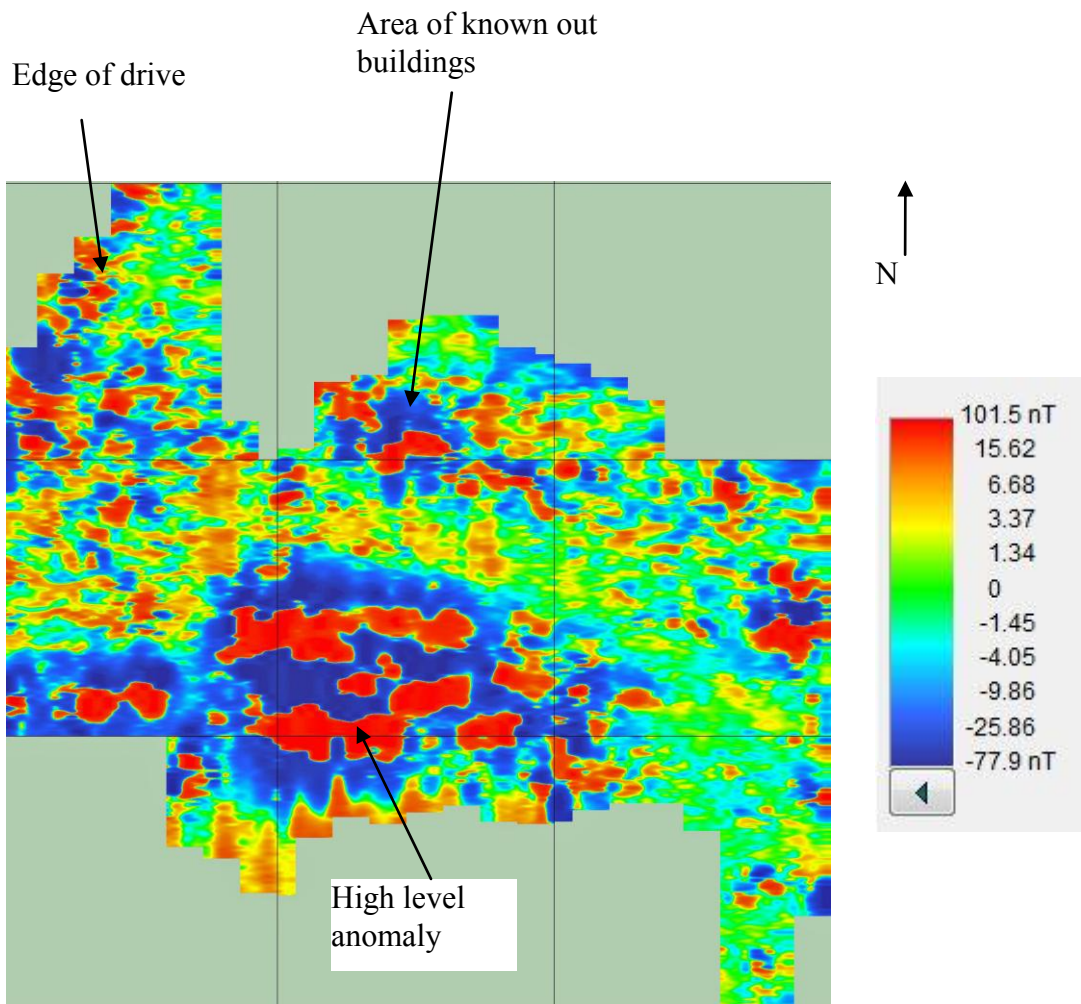 Area of known out
buildings
Edge of drive
N
101.5 nT
15.62
6.68
3.37
1.34
0
-1.45
-4.05
-9.86
-25.86
-77.9 nT
High level
anomaly